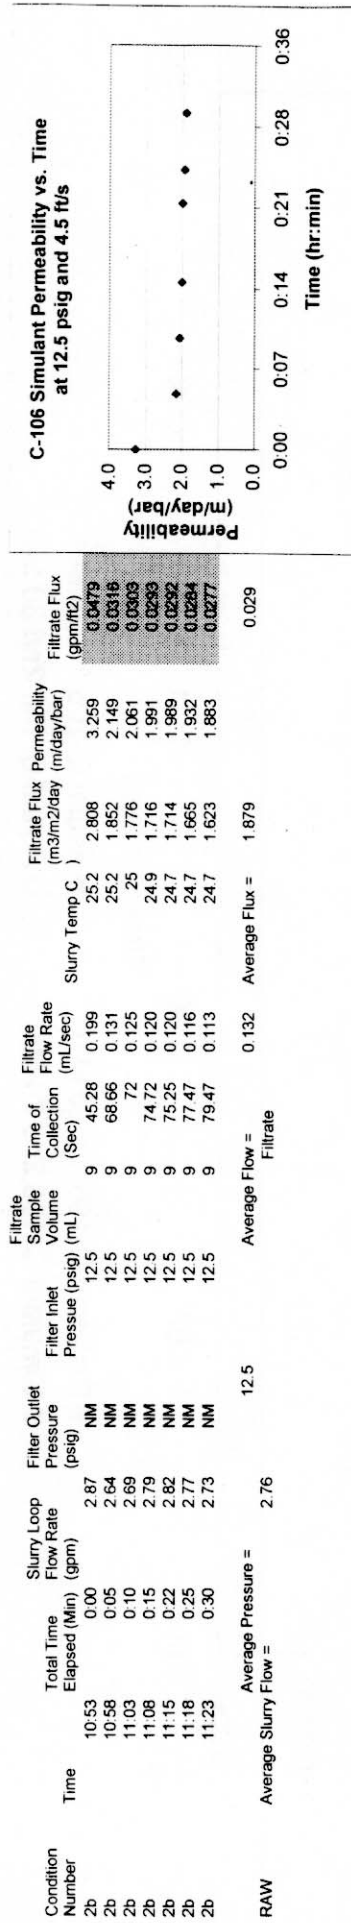 Condition Number Time Total Time Elapsed (Min) Slurry Loop Flow Rate (gpm) Filter Outlet Pressure (psig) Filter Inlet Pressue (psig) Filtrate Sample Volume (mL) Time of Collection (Sec) Filtrate Flow Rate (mL/sec) Slurry Temp C Filtrate Flux (m3/m2/day ) Permeability (m/day/bar) Filtrate Flux (gpm/ft2)
2b 10:53 0:00 2.87 NM 12.5 9 45.28 0.199 25.2 2.808 3.259 0.0479
2b 10:58 0:05 2.64 NM 12.5 9 68.66 0.131 25.2 1.852 2.149 0.0316
2b 11:03 0:10 2.69 NM 12.5 9 72 0.125 25 1.776 2.061 0.0303
2b 11:08 0:15 2.79 NM 12.5 9 74.72 0.120 24.9 1.716 1.991 0.0293
2b 11:15 0:22 2.82 NM 12.5 9 75.25 0.120 24.7 1.714 1.989 0.0292
2b 11:18 0:25 2.77 NM 12.5 9 77.47 0.116 24.7 1.665 1.932 0.0284
2b 11:23 0:30 2.73 NM 12.5 9 79.47 0.113 24.7 1.623 1.883 0.0277
Average Pressure = 12.5 Average Flow = 0.132 Average Flux = 1.879 0.029
RAW Average Slurry Flow = 2.76 Filtrate
C-106 Simulant Permeability vs. Time
at 12.5 psig and 4.5 ft/s
Permeability
(m/day/bar)
4.0
3.0
2.0
1.0
0.0
0:00 0:07 0:14 0:21 0:28 0:36
Time (hr:min)